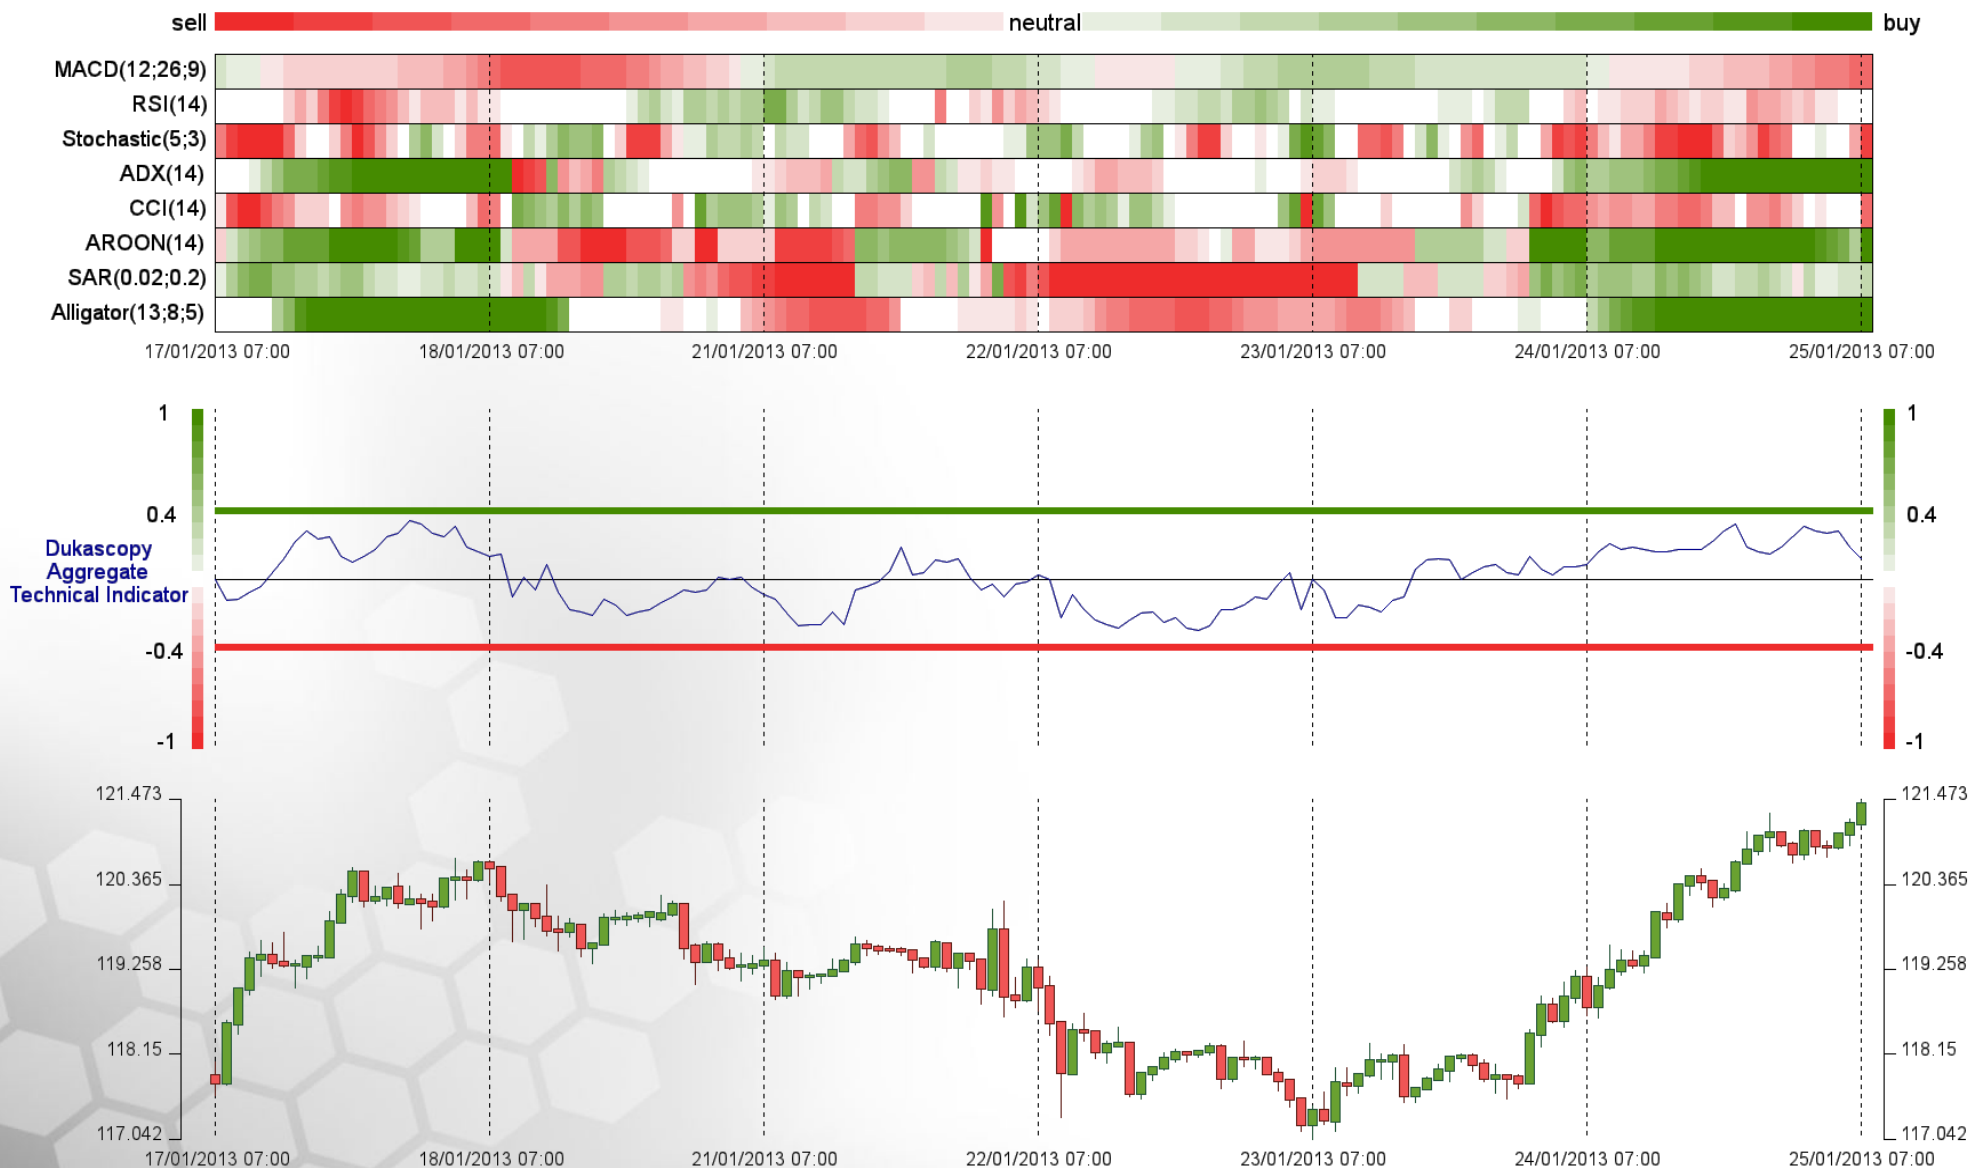 sell neutral buy
MACD(12;26;9)
RSI(14)
Stochastic(5;3)
ADX(14)
CCI(14)
AROON(14)
SAR(0.02;0.2)
Alligator(13;8;5)
17/01/2013 07:00 18/01/2013 07:00 21/01/2013 07:00 22/01/2013 07:00 23/01/2013 07:00 24/01/2013 07:00 25/01/2013 07:00
1 1
0.4 0.4
Dukascopy
Aggregate
Technical Indicator
-0.4 -0.4
-1 -1
121.473 121.473
120.365 120.365
119.258 119.258
118.15 118.15
117.042 117.042
17/01/2013 07:00 18/01/2013 07:00 21/01/2013 07:00 22/01/2013 07:00 23/01/2013 07:00 24/01/2013 07:00 25/01/2013 07:00